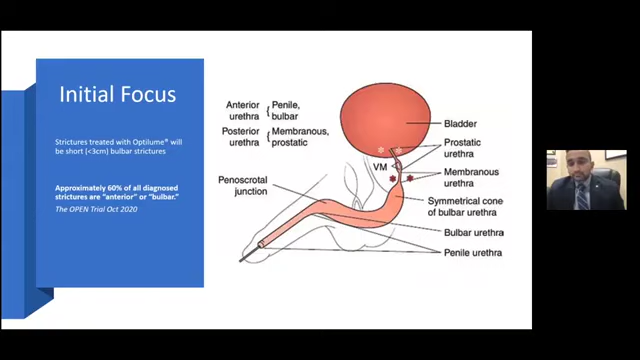 Initial Focus
Strictures treated with Optilume® will
be short (<3cm) bulbar strictures
Approximately 60% of all diagnosed
strictures are "anterior" or "bulbar."
The OPEN Trial Oct 2020
Anterior
urethra
Penile,
bulbar
Posterior
urethra
Membranous,
prostatic
Penoscrotal
junction
VM
Bladder
Prostatic
urethra
Membranous
urethra
Symmetrical cone
of bulbar urethra
Bulbar urethra
Penile urethra